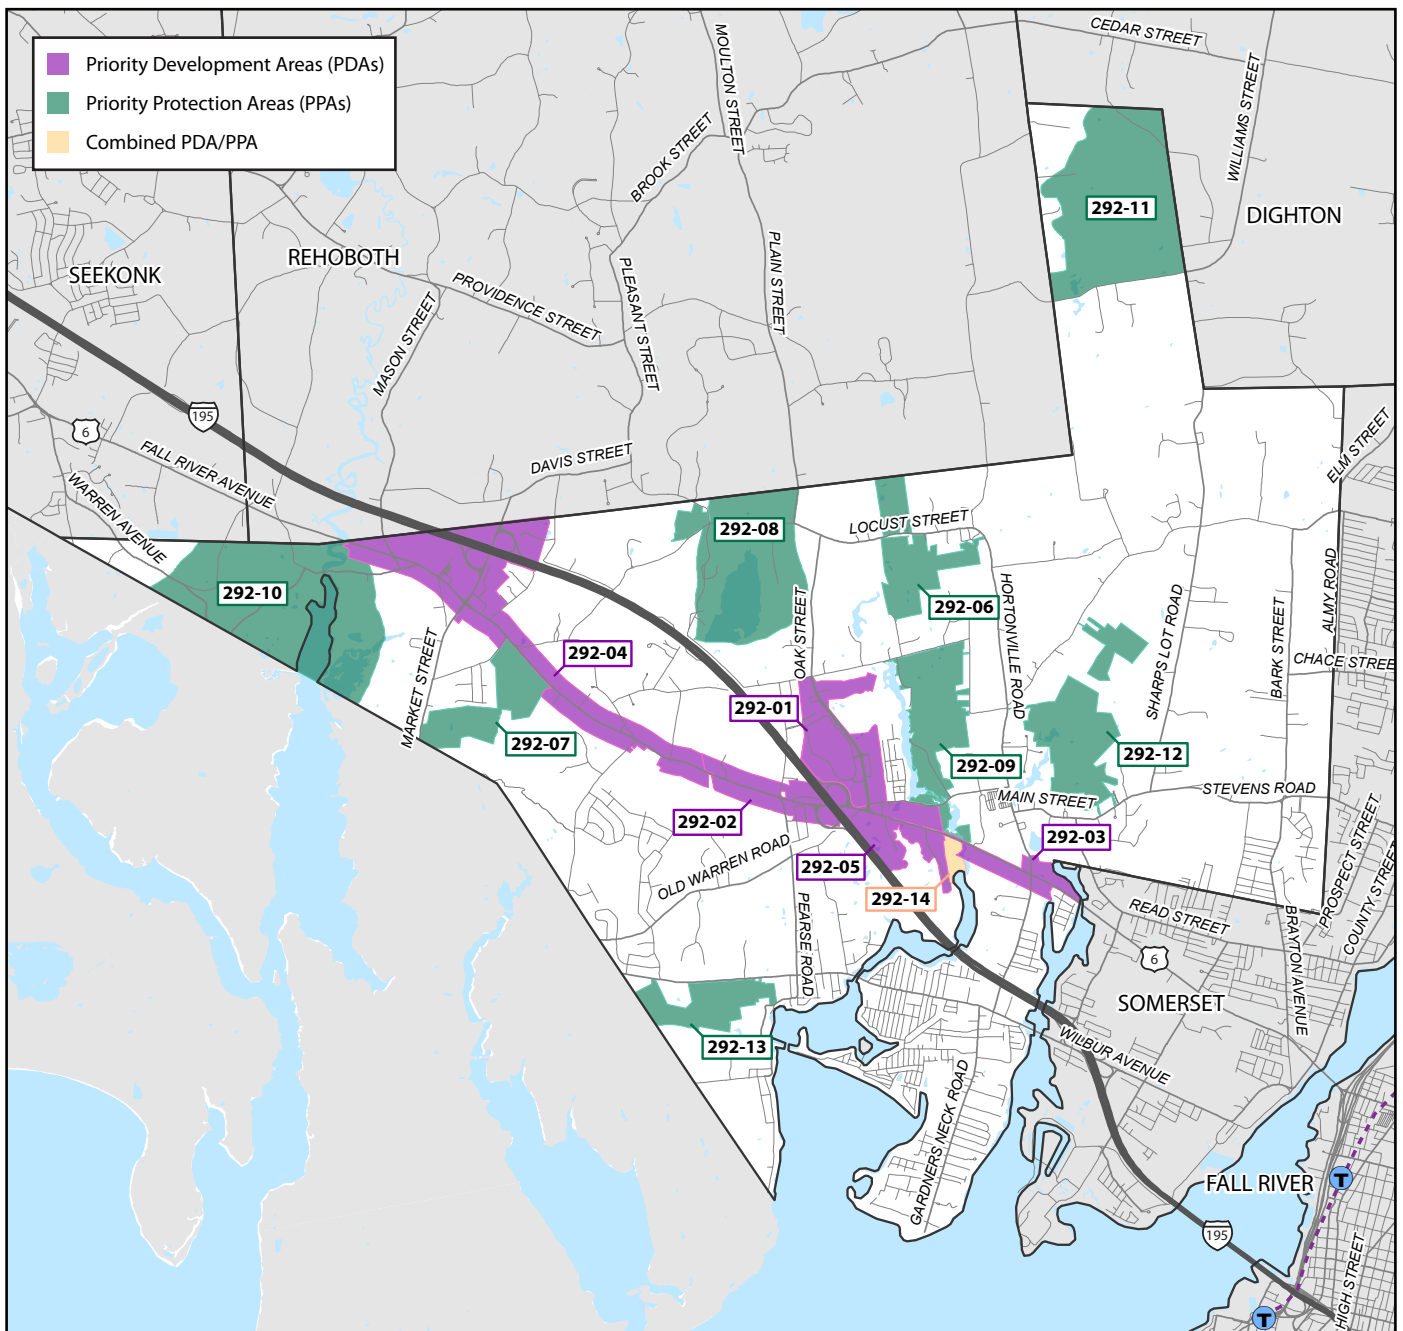 Priority Development Areas (PDAs)
Priority Protection Areas (PPAs)
Combined PDA/PPA
CEDAR STREET
MOULTON STREET
WILLIAMS STREET
BROOK STREET
292-11
DIGHTON
REHOBOTH
SEEKONK
PLAIN STREET
PROVIDENCE STREET
PLEASANT STREET
MASON STREET
195
6
FALL RIVER AVENUE
DAVIS STREET
ELM STREET
WARREN AVENUE
292-08
LOCUST STREET
292-10
292-06
OAK STREET
HORTONVILLE ROAD
SHARPS LOT ROAD
BARK STREET
ALMY ROAD
CHACE STREE
292-04
MARKET STREET
292-01
292-07
292-09
292-12
MAIN STREET
STEVENS ROAD
292-02
292-03
OLD WARREN ROAD
292-05
292-14
PROSPECT STREET
COUNTY STREET
READ STREET
BRAYTON AVENUE
PEARSE ROAD
6
SOMERSET
292-13
WILBUR AVENUE
GARDNERS NECK ROAD
FALL RIVER
T
195
HIGH STREET
T